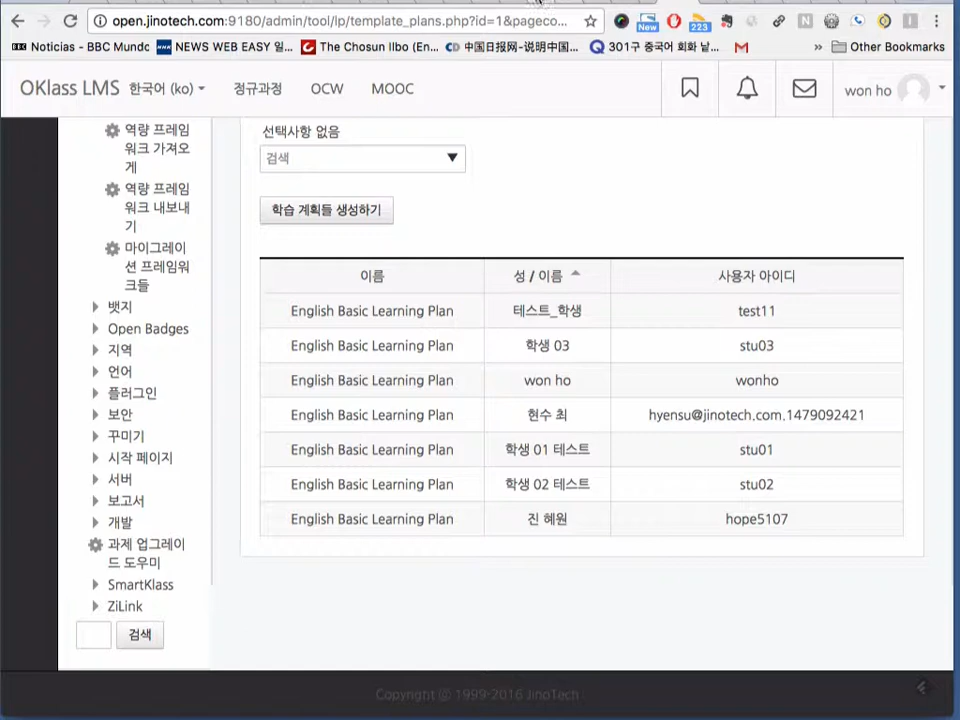 open.jinotech.com:9180/admin/tool/lp/template_plans.php?id=1&pageco...
New
223
Noticias - BBC Mundo
NEWS WEB EASY 일...
The Chosun Ilbo (En...
中国日报网-说明中国...
301구 중국어 회화 낱...
»
Other Bookmarks
OKlass LMS
한국어 (ko)
정규과정
OCW
MOOC
won ho
역량 프레임
워크 가져오
게
역량 프레임
워크 내보내
기
마이그레이
션 프레임워
크들
뱃지
Open Badges
지역
언어
플러그인
보안
꾸미기
시작 페이지
서버
보고서
개발
과제 업그레이
드 도우미
SmartKlass
ZiLink
검색
선택사항 없음
검색
학습 계획들 생성하기
이름 성 / 이름 사용자 아이디
English Basic Learning Plan 테스트_학생 test11
English Basic Learning Plan 학생 03 stu03
English Basic Learning Plan won ho wonho
English Basic Learning Plan 현수 최 hyensu@jinotech.com.1479092421
English Basic Learning Plan 학생 01 테스트 stu01
English Basic Learning Plan 학생 02 테스트 stu02
English Basic Learning Plan 진 혜원 hope5107
Copyright ⓒ 1999-2016 JinoTech